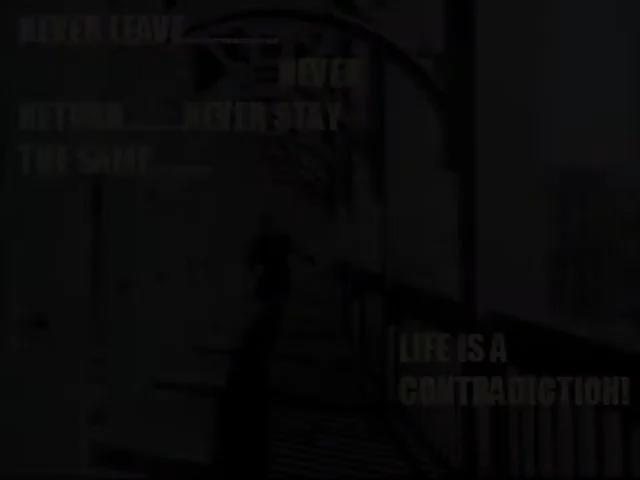 NEVER LEAVE............
NEVER
RETURN........NEVER STAY
THE SAME.......
LIFE IS A
CONTRADICTION!